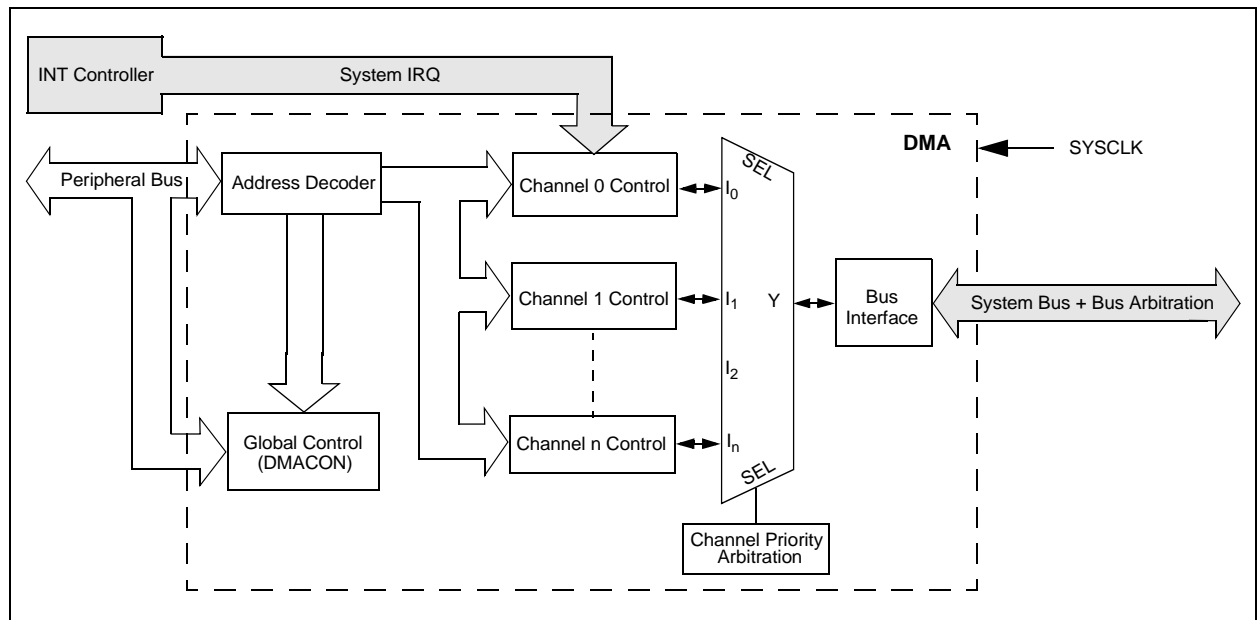 INT Controller
System IRQ
DMA
SYSCLK
Peripheral Bus
Address Decoder
Channel 0 Control
SEL
I0
Channel 1 Control
I1
Y
Bus
Interface
System Bus + Bus Arbitration
I2
Global Control
(DMACON)
Channel n Control
In
SEL
Channel Priority
Arbitration